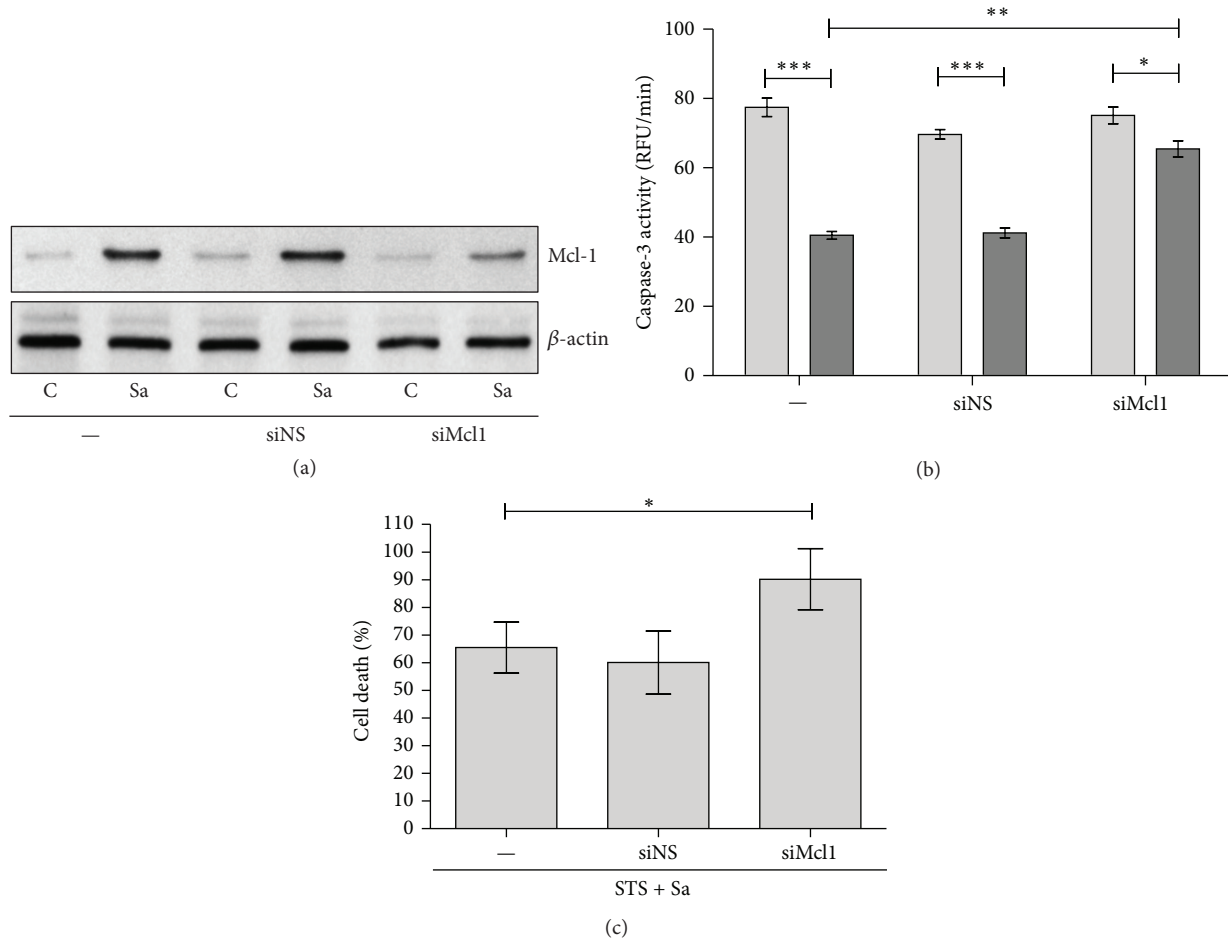 Mcl-1
β-actin
C Sa C Sa C Sa
— siNS siMcl1
(a)
100
80
60
40
20
0
Caspase-3 activity (RFU/min)
**
*** *** *
— siNS siMcl1
(b)
110
100
90
80
70
60
50
40
30
20
10
0
Cell death (%)
*
— siNS siMcl1
STS + Sa
(c)